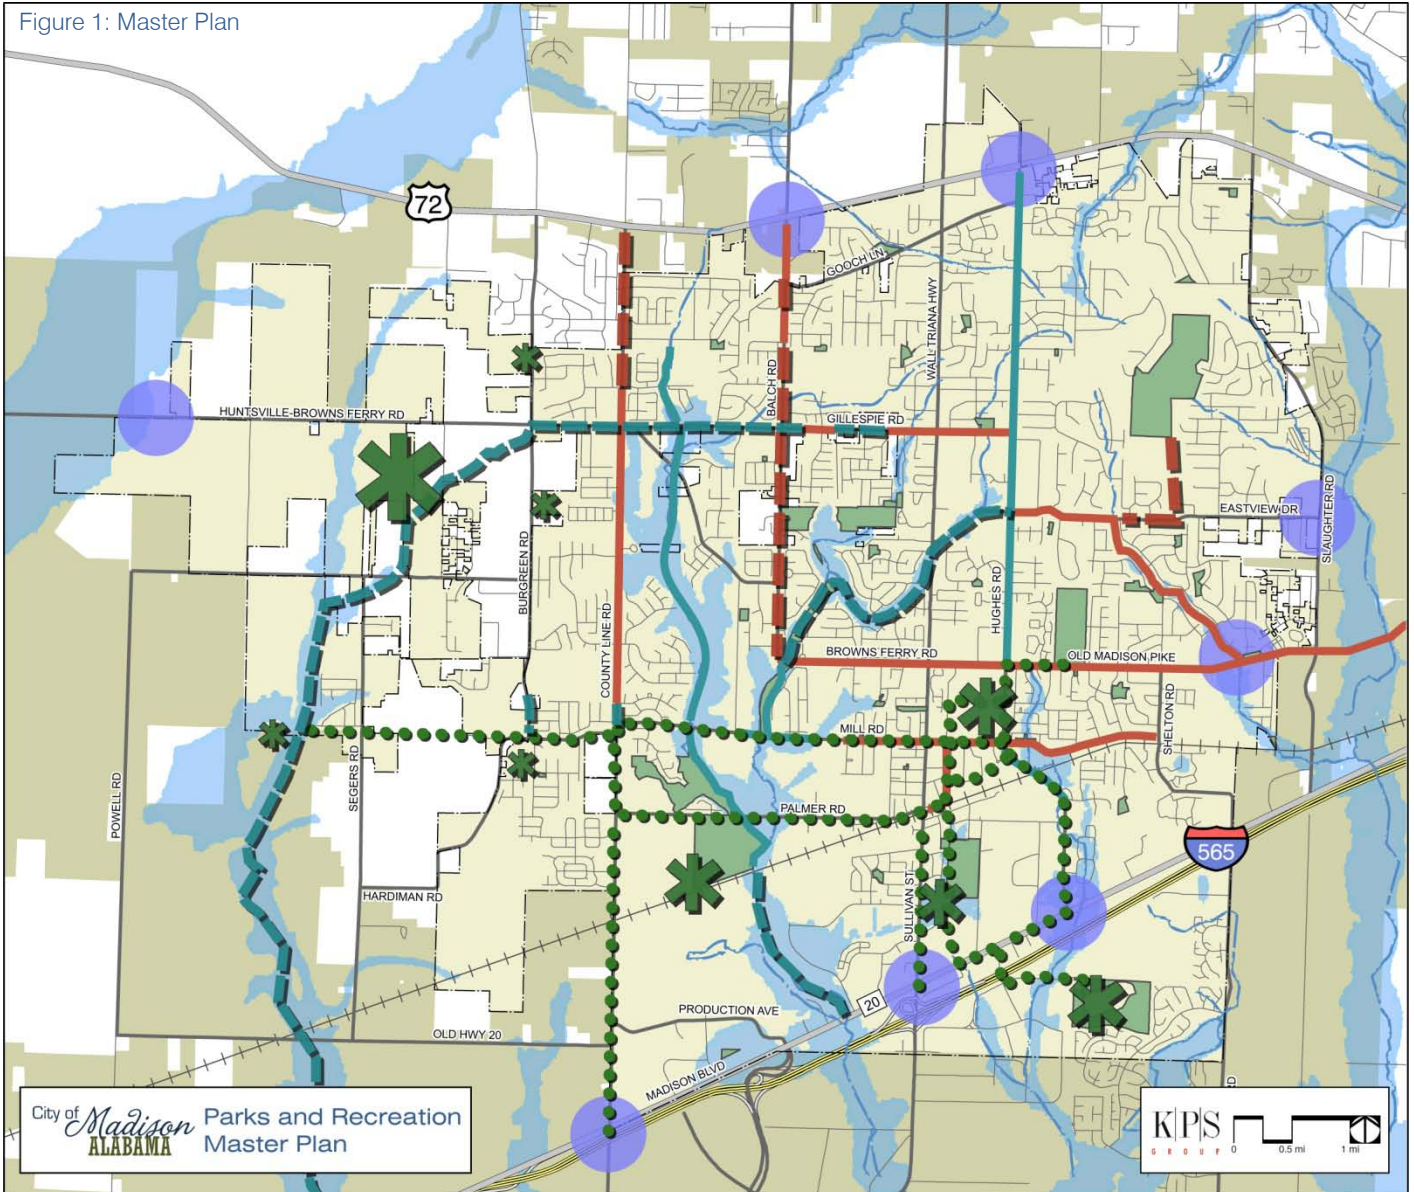 Figure 1: Master Plan
72
GOOCH LN
WALL TRIANA HWY
BALCH RD
HUNTSVILLE-BROWNS FERRY RD
GILLESPIE RD
EASTVIEW DR
SLAUGHTER RD
BURGREEN RD
HUGHES RD
COUNTY LINE RD
BROWNS FERRY RD
OLD MADISON PIKE
SHELTON RD
MILL RD
SEGERS RD
POWELL RD
PALMER RD
565
HARDIMAN RD
SULLIVAN ST
20
PRODUCTION AVE
OLD HWY 20
MADISON BLVD
RD
City of Madison ALABAMA
Parks and Recreation
Master Plan
K|P|S
GROUP
0 0.5 mi 1 mi